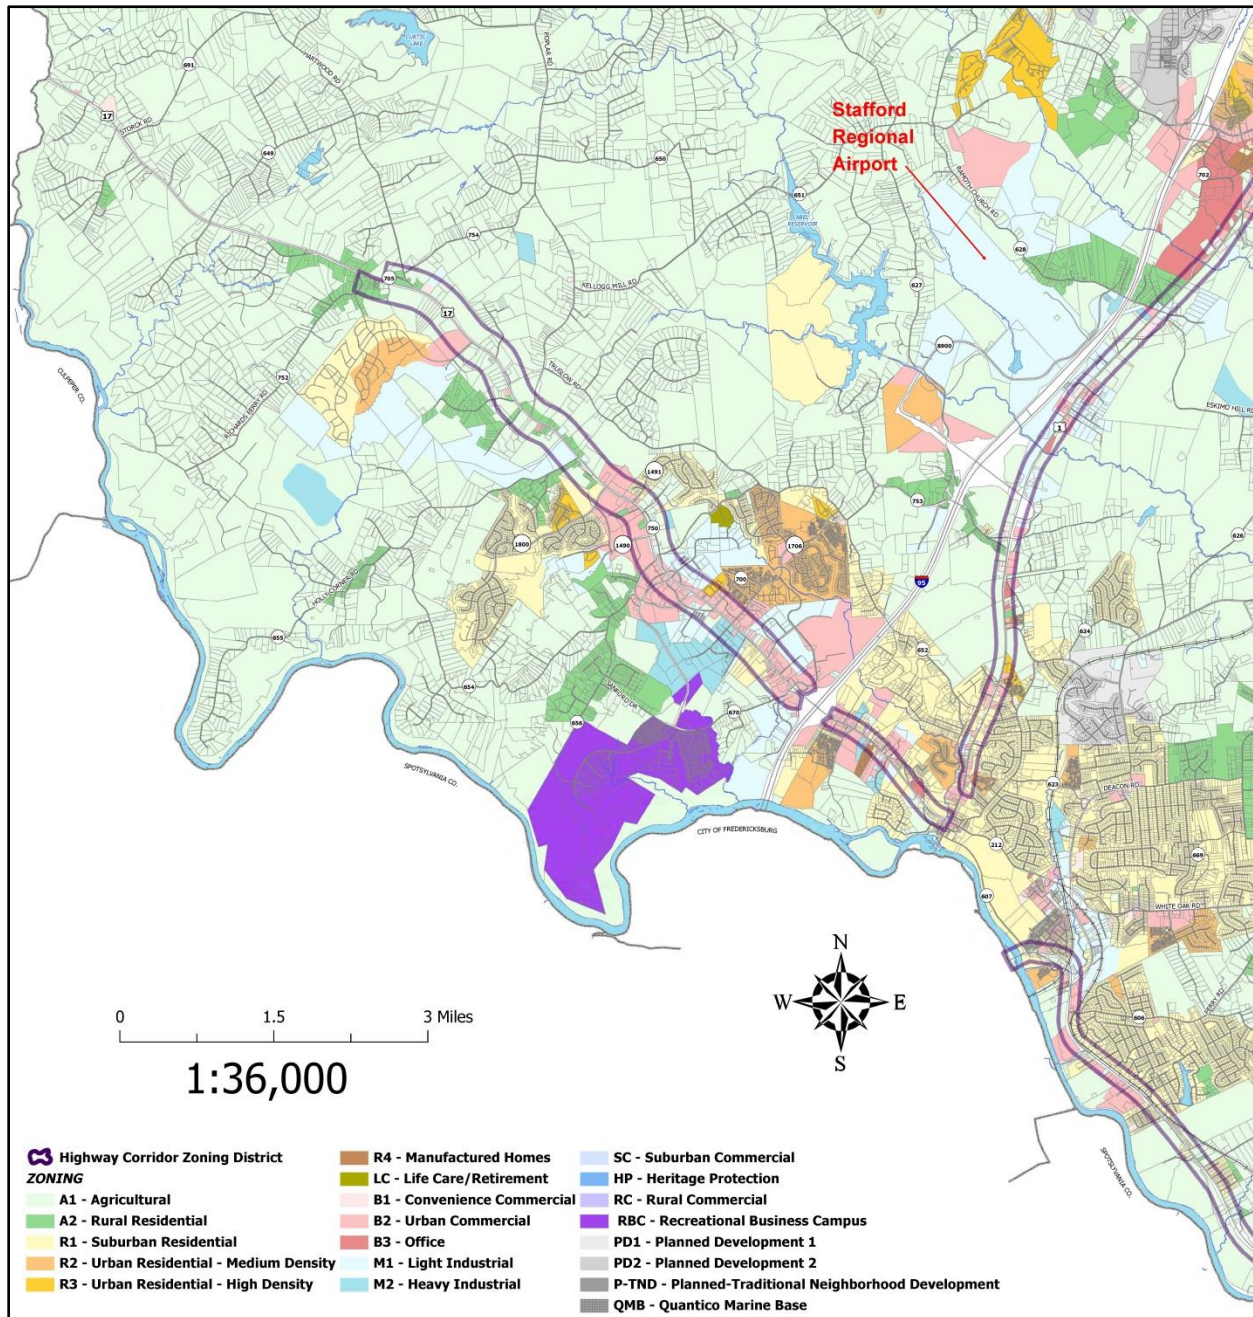 CURTIS
LAKE
691
HARTWOOD RD
POPLAR RD
17
STORCK RD
649
650
Stafford
Regional
Airport
RAMOTH CHURCH RD
702
651
ABEL
RESERVOIR
628
754
705
KELLOGG MILL RD
627
17
8900
CULPEPER CO.
752
TRUSLOW RD
RICHARDS FERRY RD
ESKIMO HILL RD
1
1491
753
750
1800
1490
1706
626
700
95
HOLLY CORNER RD
655
624
652
654
SANFORD DR
656
670
SPOTSYLVANIA CO.
623
DEACON RD
CITY OF FREDERICKSBURG
212
669
607
WHITE OAK RD
N
W
E
S
FERRY RD
606
0
1.5
3 Miles
1:36,000
SPOTSYLVANIA CO.
Highway Corridor Zoning District
ZONING
A1 - Agricultural
A2 - Rural Residential
R1 - Suburban Residential
R2 - Urban Residential - Medium Density
R3 - Urban Residential - High Density
R4 - Manufactured Homes
LC - Life Care/Retirement
B1 - Convenience Commercial
B2 - Urban Commercial
B3 - Office
M1 - Light Industrial
M2 - Heavy Industrial
SC - Suburban Commercial
HP - Heritage Protection
RC - Rural Commercial
RBC - Recreational Business Campus
PD1 - Planned Development 1
PD2 - Planned Development 2
P-TND - Planned-Traditional Neighborhood Development
QMB - Quantico Marine Base